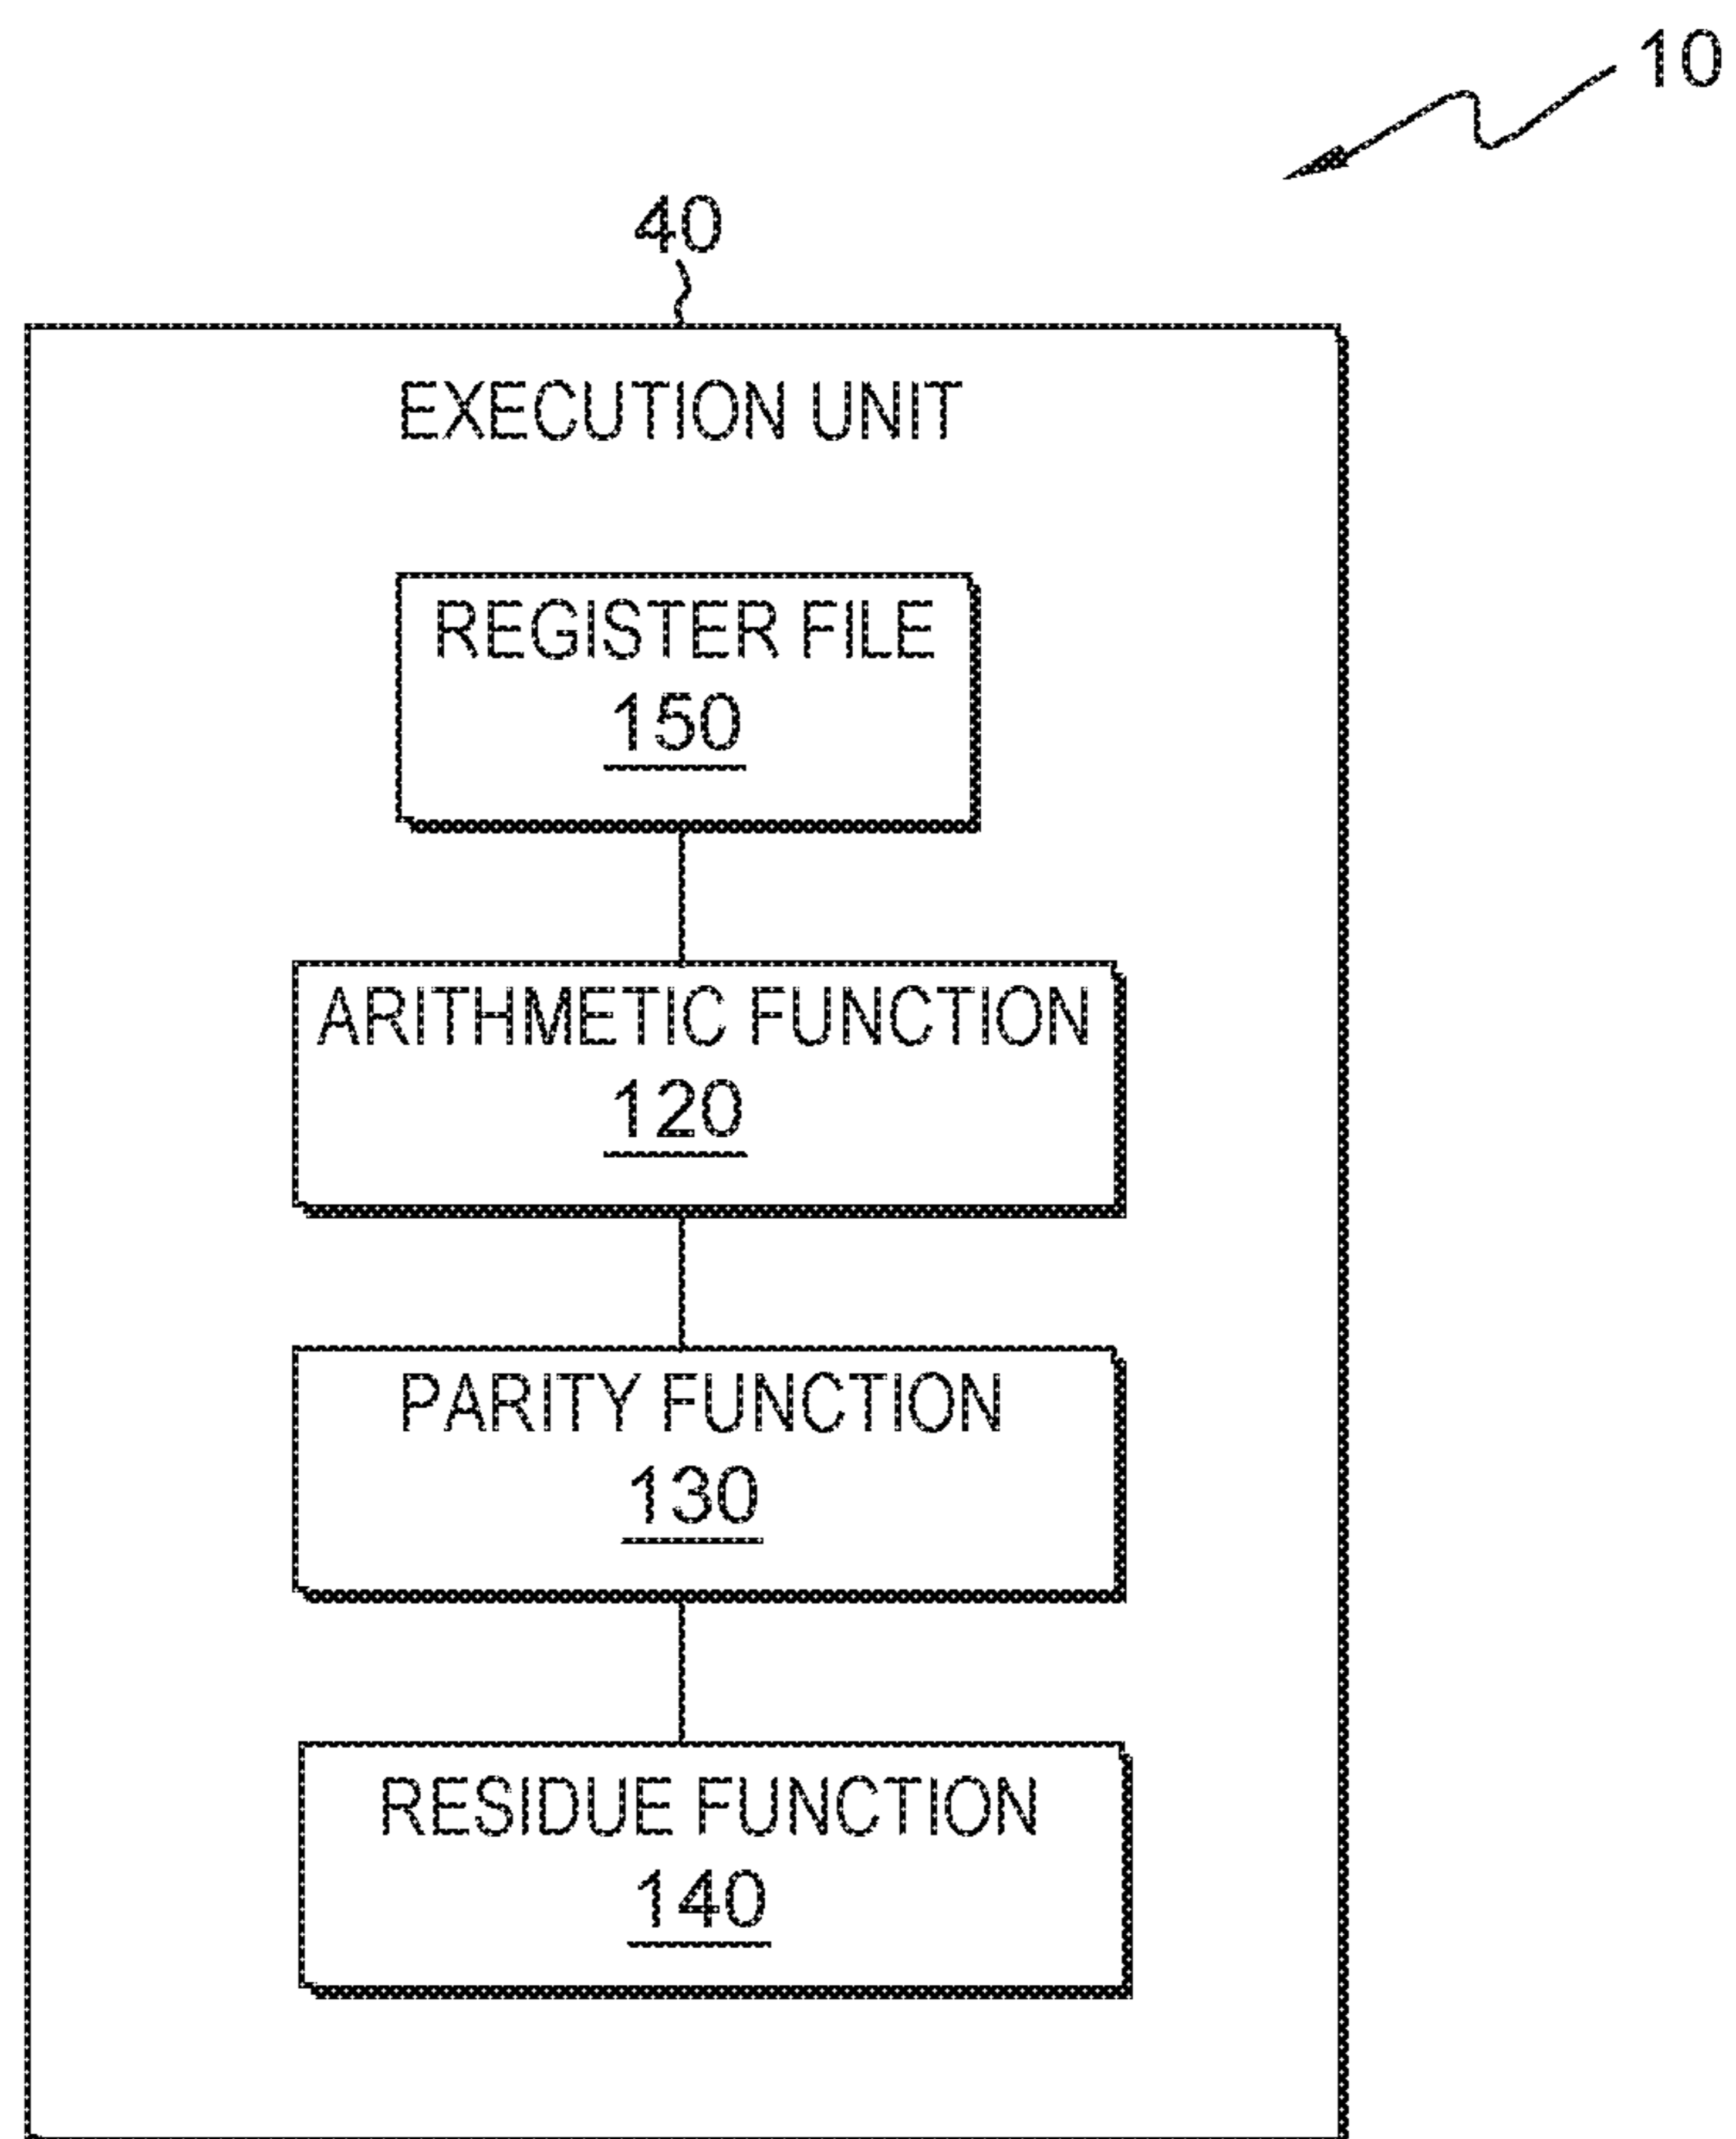 10
40
EXECUTION UNIT
REGISTER FILE
150
ARITHMETIC FUNCTION
120
PARITY FUNCTION
130
RESIDUE FUNCTION
140